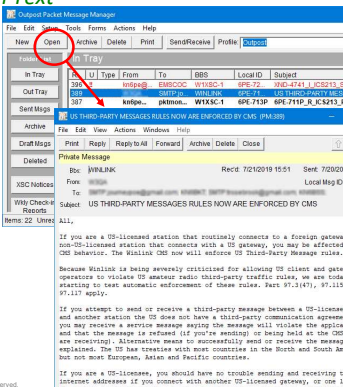 Outpost Packet Message Manager
File Edit Setup Tools Forms Actions Help
New Open Archive Delete Print Send/Receive Profile: Outpost
Folder List In Tray
In Tray
Out Tray
Sent Msgs
Archive
Draft Msgs
Deleted
XSC Notices
Wkly Check-in Reports
U Type From To BBS Local ID Subject
396 !! kn6pe@... EMSCOC W1XSC-1 6PE-72... XND-4741_I_ICS213_S
389 SMTP:jo... WINLINK 6PE-71... US THIRD-PARTY MES
387 kn6pe... pktmon... W1XSC-1 6PE-713P 6PE-711P_R_ICS213_F
US THIRD-PARTY MESSAGES RULES NOW ARE ENFORCED BY CMS (PM:389)
File Edit View Actions Windows Help
Print Reply Reply to All Forward Archive Delete Close
Private Message
Bbs: WINLINK Rec'd: 7/21/2019 15:51 Sent: 7/20/20
From: Local Msg ID
To:
Subject: US THIRD-PARTY MESSAGES RULES NOW ARE ENFORCED BY CMS
All,
If you are a US-licensed station that routinely connects to a foreign gatewa
non-US-licensed station that connects with a US gateway, you may be affected
CMS behavior. The Winlink CMS now will enforce US Third-Party Message rules.
Because Winlink is being severely criticized for allowing US client and gate
operators to violate US amateur radio third-party traffic rules, we are toda
starting to test automatic enforcement of these rules. Part 97.3(47), 97.115
97.117 apply.
If you attempt to send or receive a third-party message between a US-license
and another station the US does not have a third-party communication agreeme
you may receive a service message saying the message will violate the applca
and that the message is refused (if you're sending) or being held at the CMS
are receiving). Alternative means to successfully send or receive the messag
explained. The US has treaties with most countries in the North and South Am
but not most European, Asian and Pacific countries.
If you are a US-licensee, you should have no trouble sending and receiving t
internet addresses if you connect with another US-licensed gateway, or one l
Items: 22 Unrea
erved.